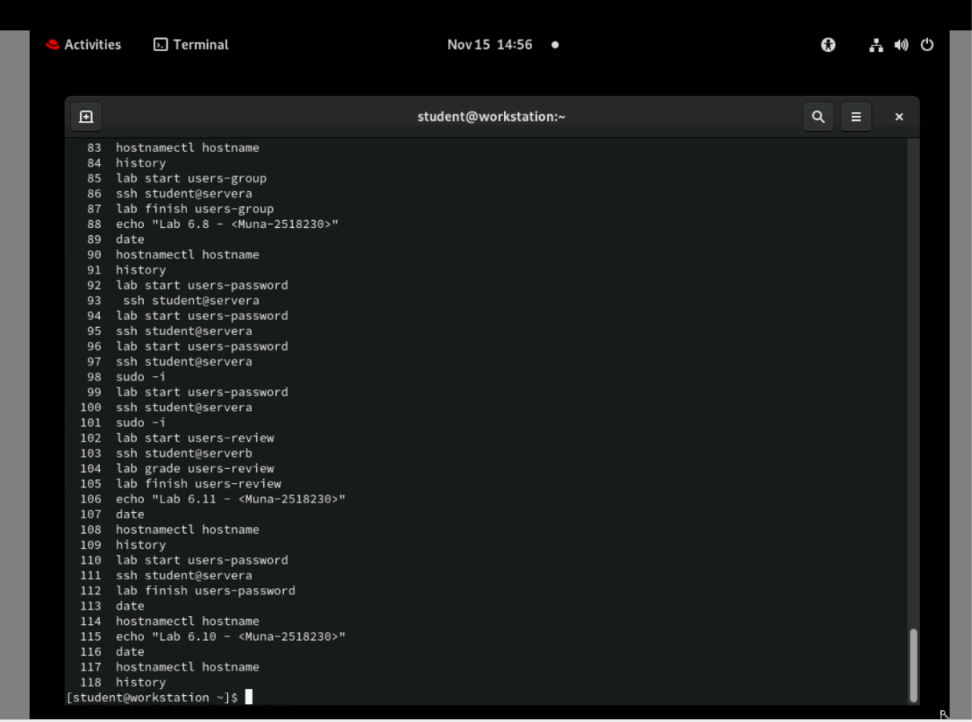 Activities Terminal Nov 15 14:56
student@workstation:~
83 hostnamectl hostname
84 history
85 lab start users-group
86 ssh student@servera
87 lab finish users-group
88 echo "Lab 6.8 - <Muna-2518230>"
89 date
90 hostnamectl hostname
91 history
92 lab start users-password
93  ssh student@servera
94 lab start users-password
95 ssh student@servera
96 lab start users-password
97 ssh student@servera
98 sudo -i
99 lab start users-password
100 ssh student@servera
101 sudo -i
102 lab start users-review
103 ssh student@serverb
104 lab grade users-review
105 lab finish users-review
106 echo "Lab 6.11 - <Muna-2518230>"
107 date
108 hostnamectl hostname
109 history
110 lab start users-password
111 ssh student@servera
112 lab finish users-password
113 date
114 hostnamectl hostname
115 echo "Lab 6.10 - <Muna-2518230>"
116 date
117 hostnamectl hostname
118 history
[student@workstation ~]$